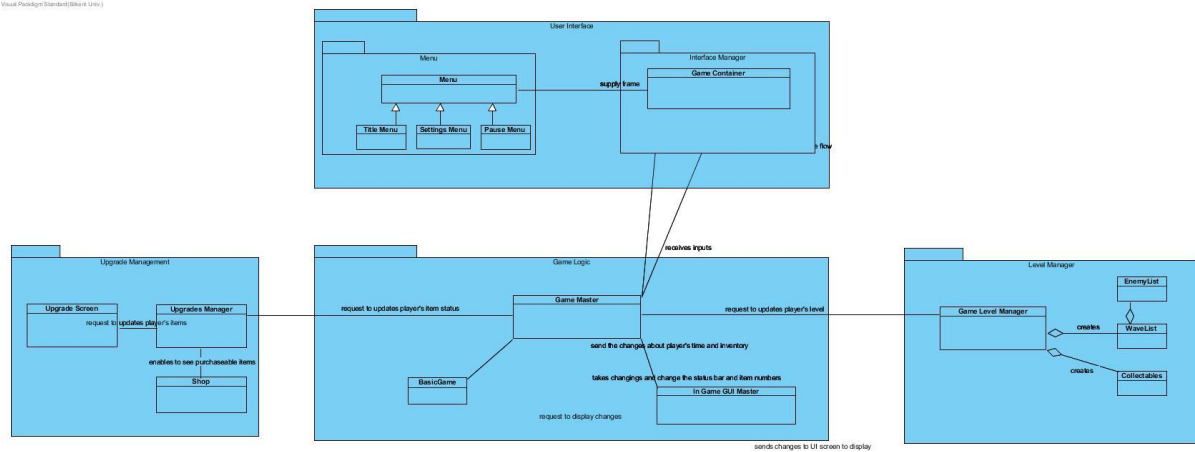 Visual Paradigm Standard(Bilkent Univ.)
User Interface
Menu
Menu
Title Menu
Settings Menu
Pause Menu
supply frame
Interface Manager
Game Container
flow
receives inputs
Upgrade Management
Upgrade Screen
request to updates player's items
Upgrades Manager
enables to see purchaseable items
Shop
request to updates player's item status
Game Logic
Game Master
send the changes about player's time and inventory
BasicGame
takes changings and change the status bar and item numbers
In Game GUI Master
request to display changes
sends changes to UI screen to display
request to updates player's level
Level Manager
Game Level Manager
EnemyList
creates
WaveList
creates
Collectables